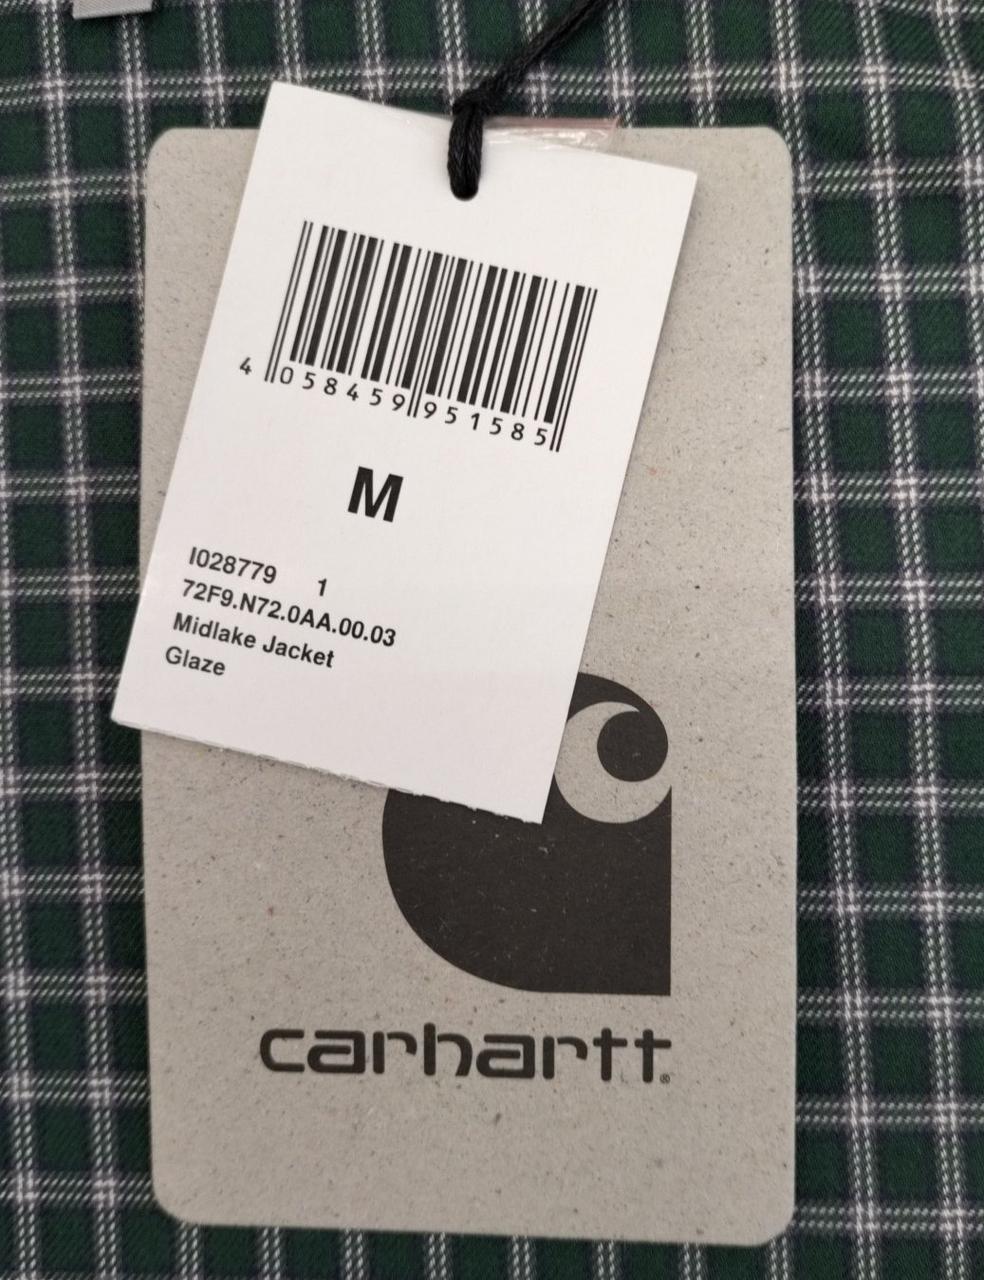 4 058459 951585
M
I028779 1
72F9.N72.0AA.00.03
Midlake Jacket
Glaze
carhartt®